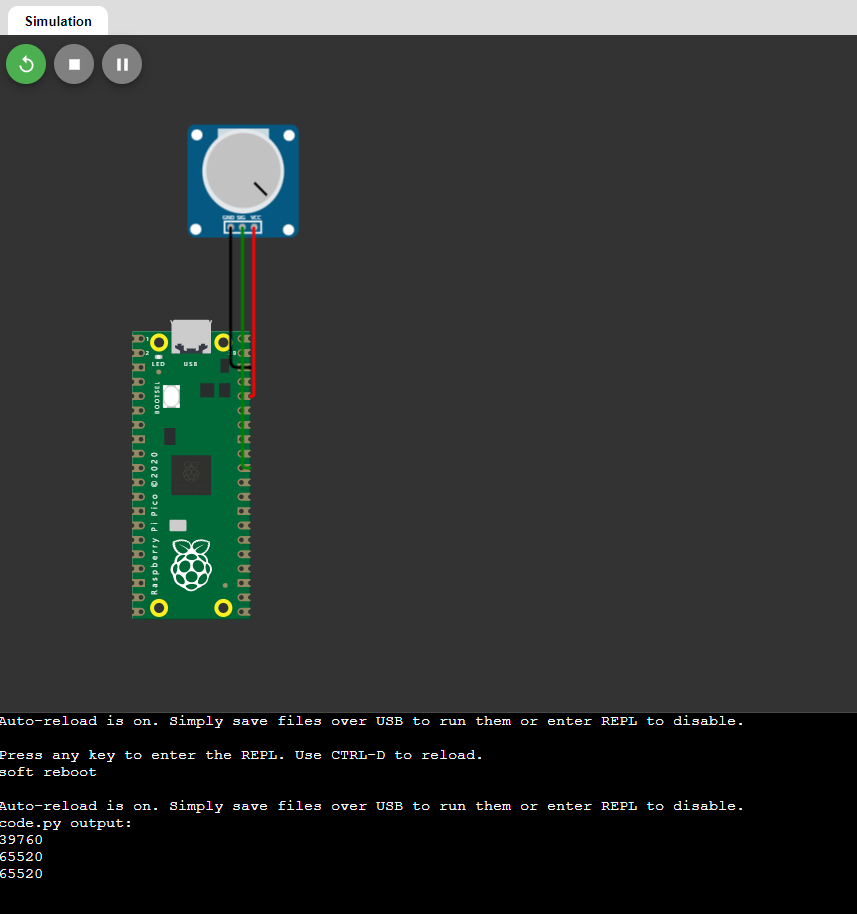 Simulation
GND SIG VCC
1
2
LED
USB
BOOTSEL
Raspberry Pi Pico ©2020
Auto-reload is on. Simply save files over USB to run them or enter REPL to disable.
Press any key to enter the REPL. Use CTRL-D to reload.
soft reboot
Auto-reload is on. Simply save files over USB to run them or enter REPL to disable.
code.py output:
39760
65520
65520